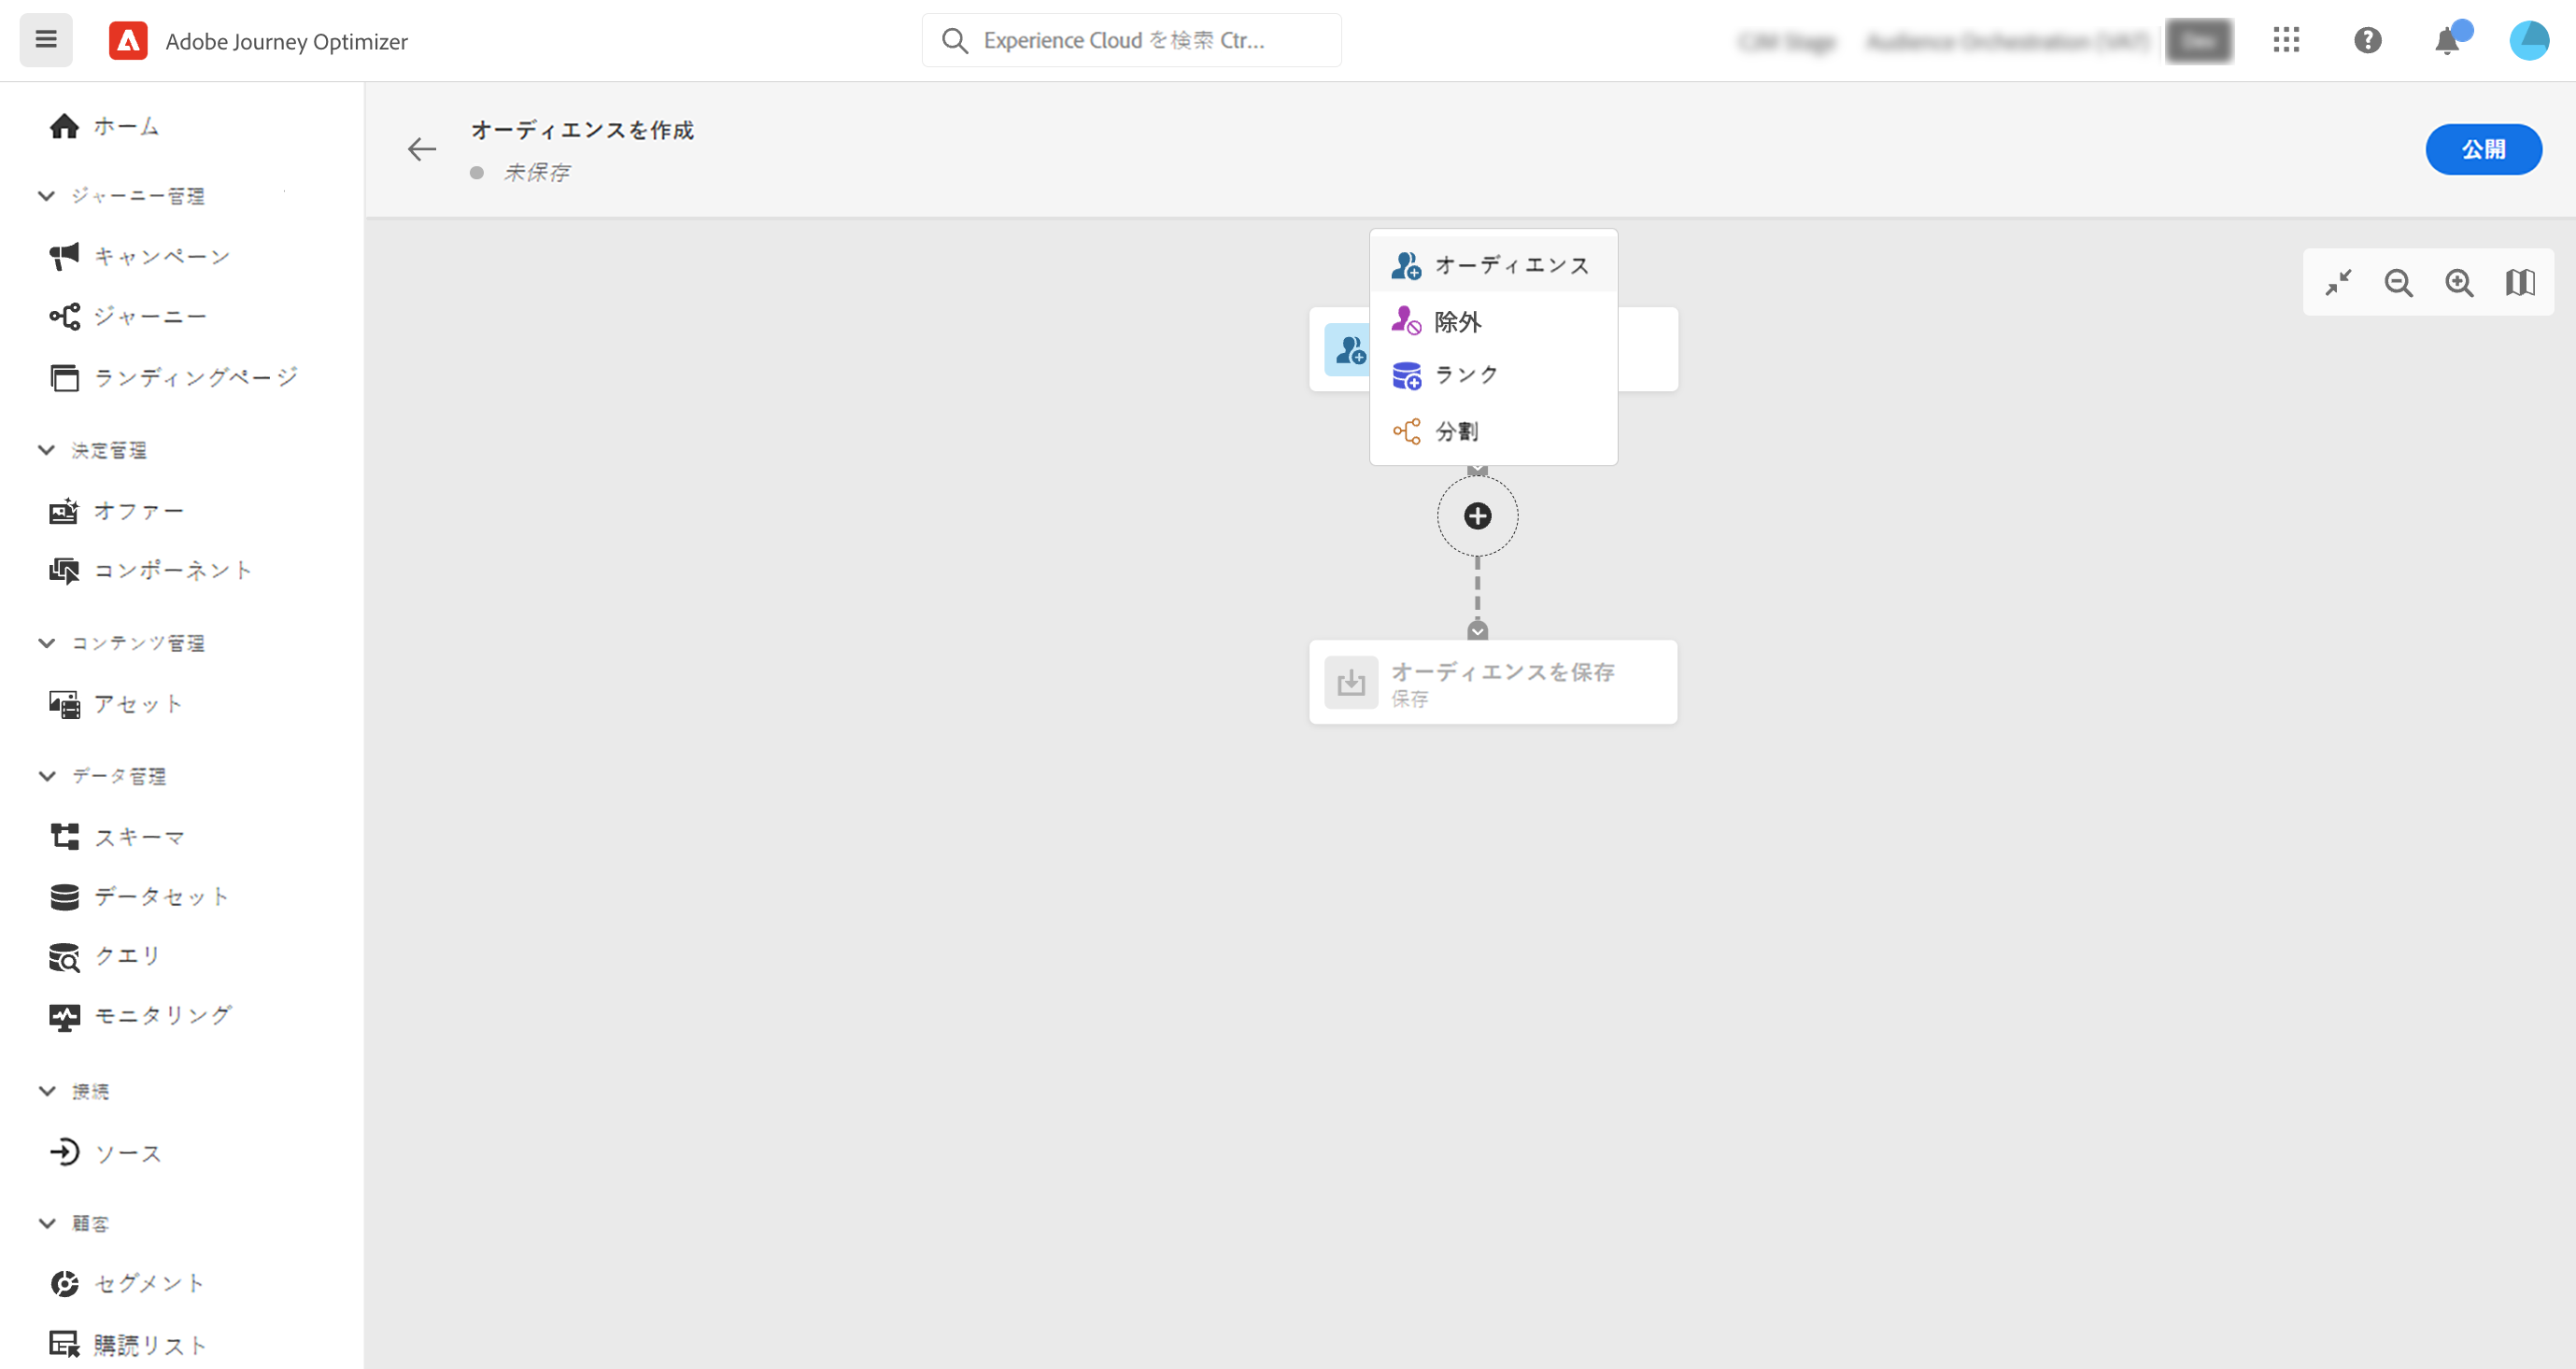 Adobe Journey Optimizer
Experience Cloud を検索 Ctr...
ホーム
ジャーニー管理
キャンペーン
ジャーニー
ランディングページ
決定管理
オファー
コンポーネント
コンテンツ管理
アセット
データ管理
スキーマ
データセット
クエリ
モニタリング
接続
ソース
顧客
セグメント
購読リスト
オーディエンスを作成
未保存
公開
オーディエンス
除外
ランク
分割
オーディエンスを保存
保存